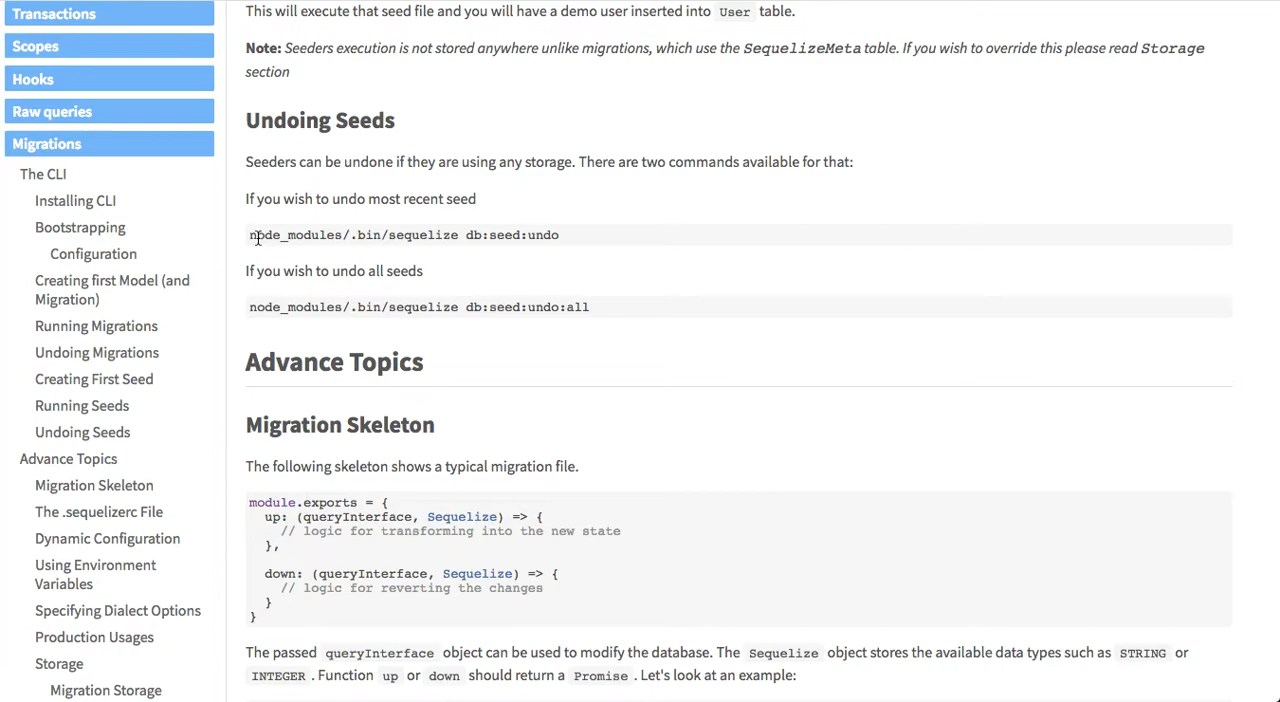 Transactions
Scopes
Hooks
Raw queries
Migrations
The CLI
Installing CLI
Bootstrapping
Configuration
Creating first Model (and
Migration)
Running Migrations
Undoing Migrations
Creating First Seed
Running Seeds
Undoing Seeds
Advance Topics
Migration Skeleton
The .sequelizerc File
Dynamic Configuration
Using Environment
Variables
Specifying Dialect Options
Production Usages
Storage
Migration Storage
This will execute that seed file and you will have a demo user inserted into User table.
Note: Seeders execution is not stored anywhere unlike migrations, which use the SequelizeMeta table. If you wish to override this please read Storage
section
Undoing Seeds
Seeders can be undone if they are using any storage. There are two commands available for that:
If you wish to undo most recent seed
node_modules/.bin/sequelize db:seed:undo
If you wish to undo all seeds
node_modules/.bin/sequelize db:seed:undo:all
Advance Topics
Migration Skeleton
The following skeleton shows a typical migration file.
module.exports = {
up: (queryInterface, Sequelize) => {
// logic for transforming into the new state
},
down: (queryInterface, Sequelize) => {
// logic for reverting the changes
}
}
The passed queryInterface object can be used to modify the database. The Sequelize object stores the available data types such as STRING or
INTEGER . Function up or down should return a Promise . Let's look at an example: